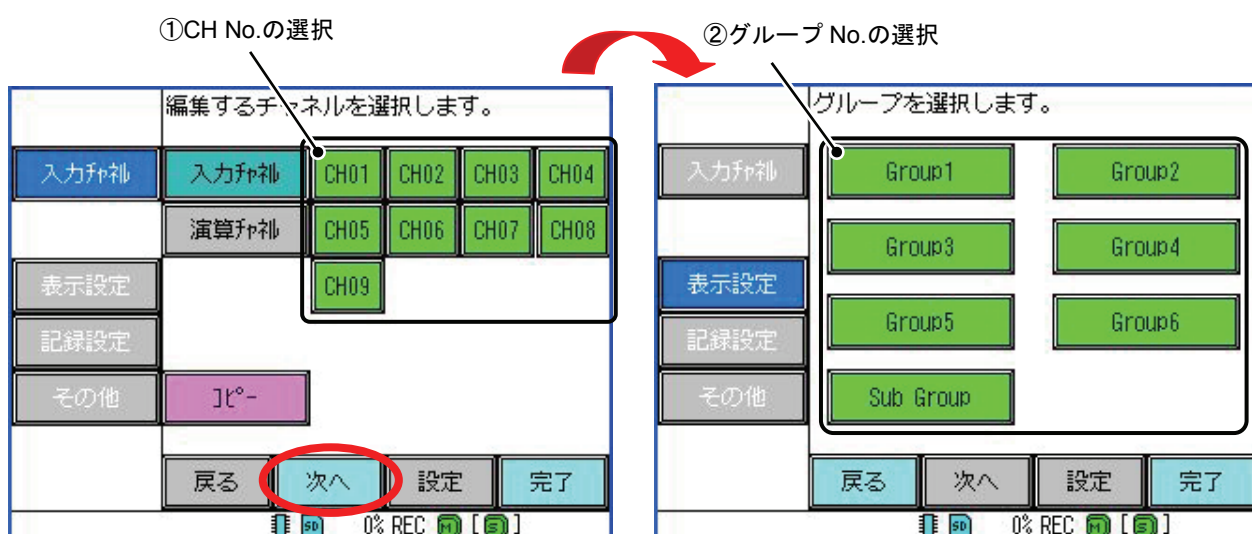 ①CH No.の選択
編集するチャネルを選択します。
入力ﾁｬﾈﾙ 入力ﾁｬﾈﾙ CH01 CH02 CH03 CH04
演算ﾁｬﾈﾙ CH05 CH06 CH07 CH08
表示設定 CH09
記録設定
その他 ｺﾋﾟｰ
戻る 次へ 設定 完了
SD 0% REC M [S]
②グループ No.の選択
グループを選択します。
入力ﾁｬﾈﾙ Group1 Group2
Group3 Group4
表示設定
記録設定 Group5 Group6
その他 Sub Group
戻る 次へ 設定 完了
SD 0% REC M [S]